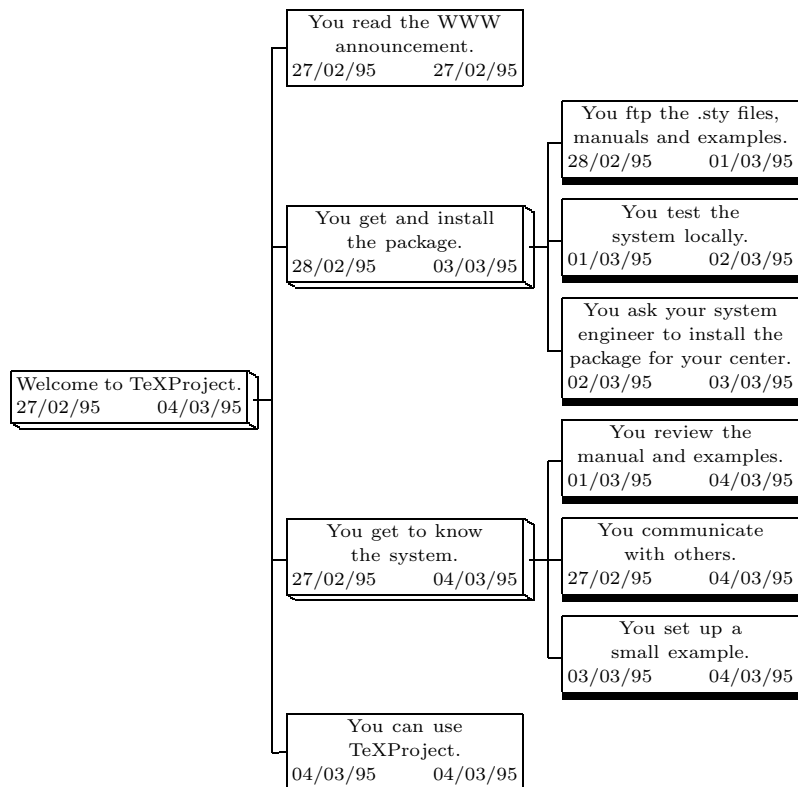 You read the WWW
announcement.
27/02/95 27/02/95
You ftp the .sty files,
manuals and examples.
28/02/95 01/03/95
You get and install
the package.
28/02/95 03/03/95
You test the
system locally.
01/03/95 02/03/95
You ask your system
engineer to install the
package for your center.
02/03/95 03/03/95
Welcome to TeXProject.
27/02/95 04/03/95
You review the
manual and examples.
01/03/95 04/03/95
You get to know
the system.
27/02/95 04/03/95
You communicate
with others.
27/02/95 04/03/95
You set up a
small example.
03/03/95 04/03/95
You can use
TeXProject.
04/03/95 04/03/95